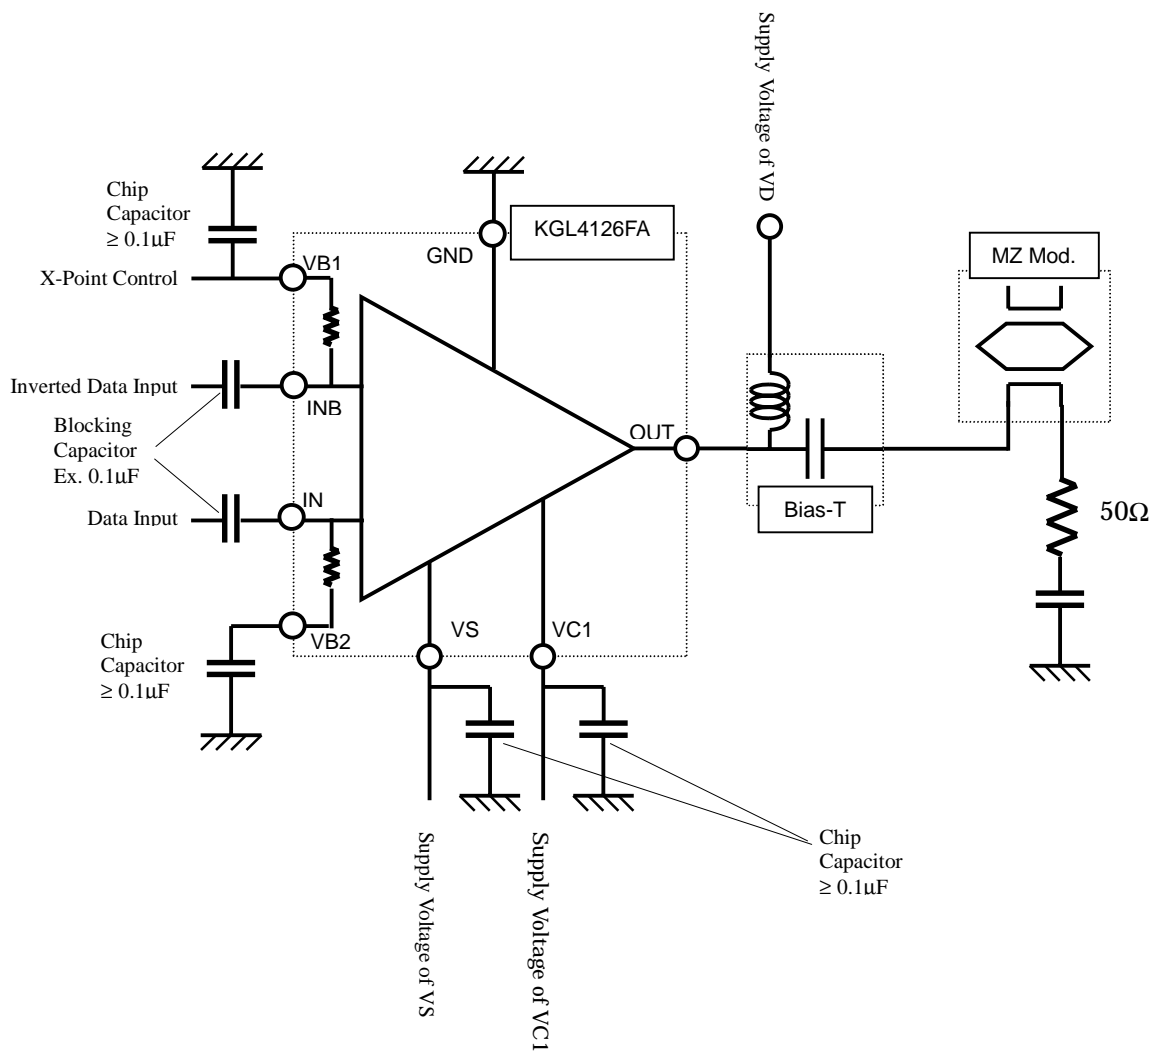 Supply Voltage of VD
Chip
Capacitor
≥ 0.1μF
KGL4126FA
GND
VB1
X-Point Control
MZ Mod.
Inverted Data Input
INB
Blocking
Capacitor
Ex. 0.1μF
OUT
IN
Data Input
Bias-T
50Ω
VB2
VS
VC1
Chip
Capacitor
≥ 0.1μF
Supply Voltage of VS
Supply Voltage of VC1
Chip
Capacitor
≥ 0.1μF